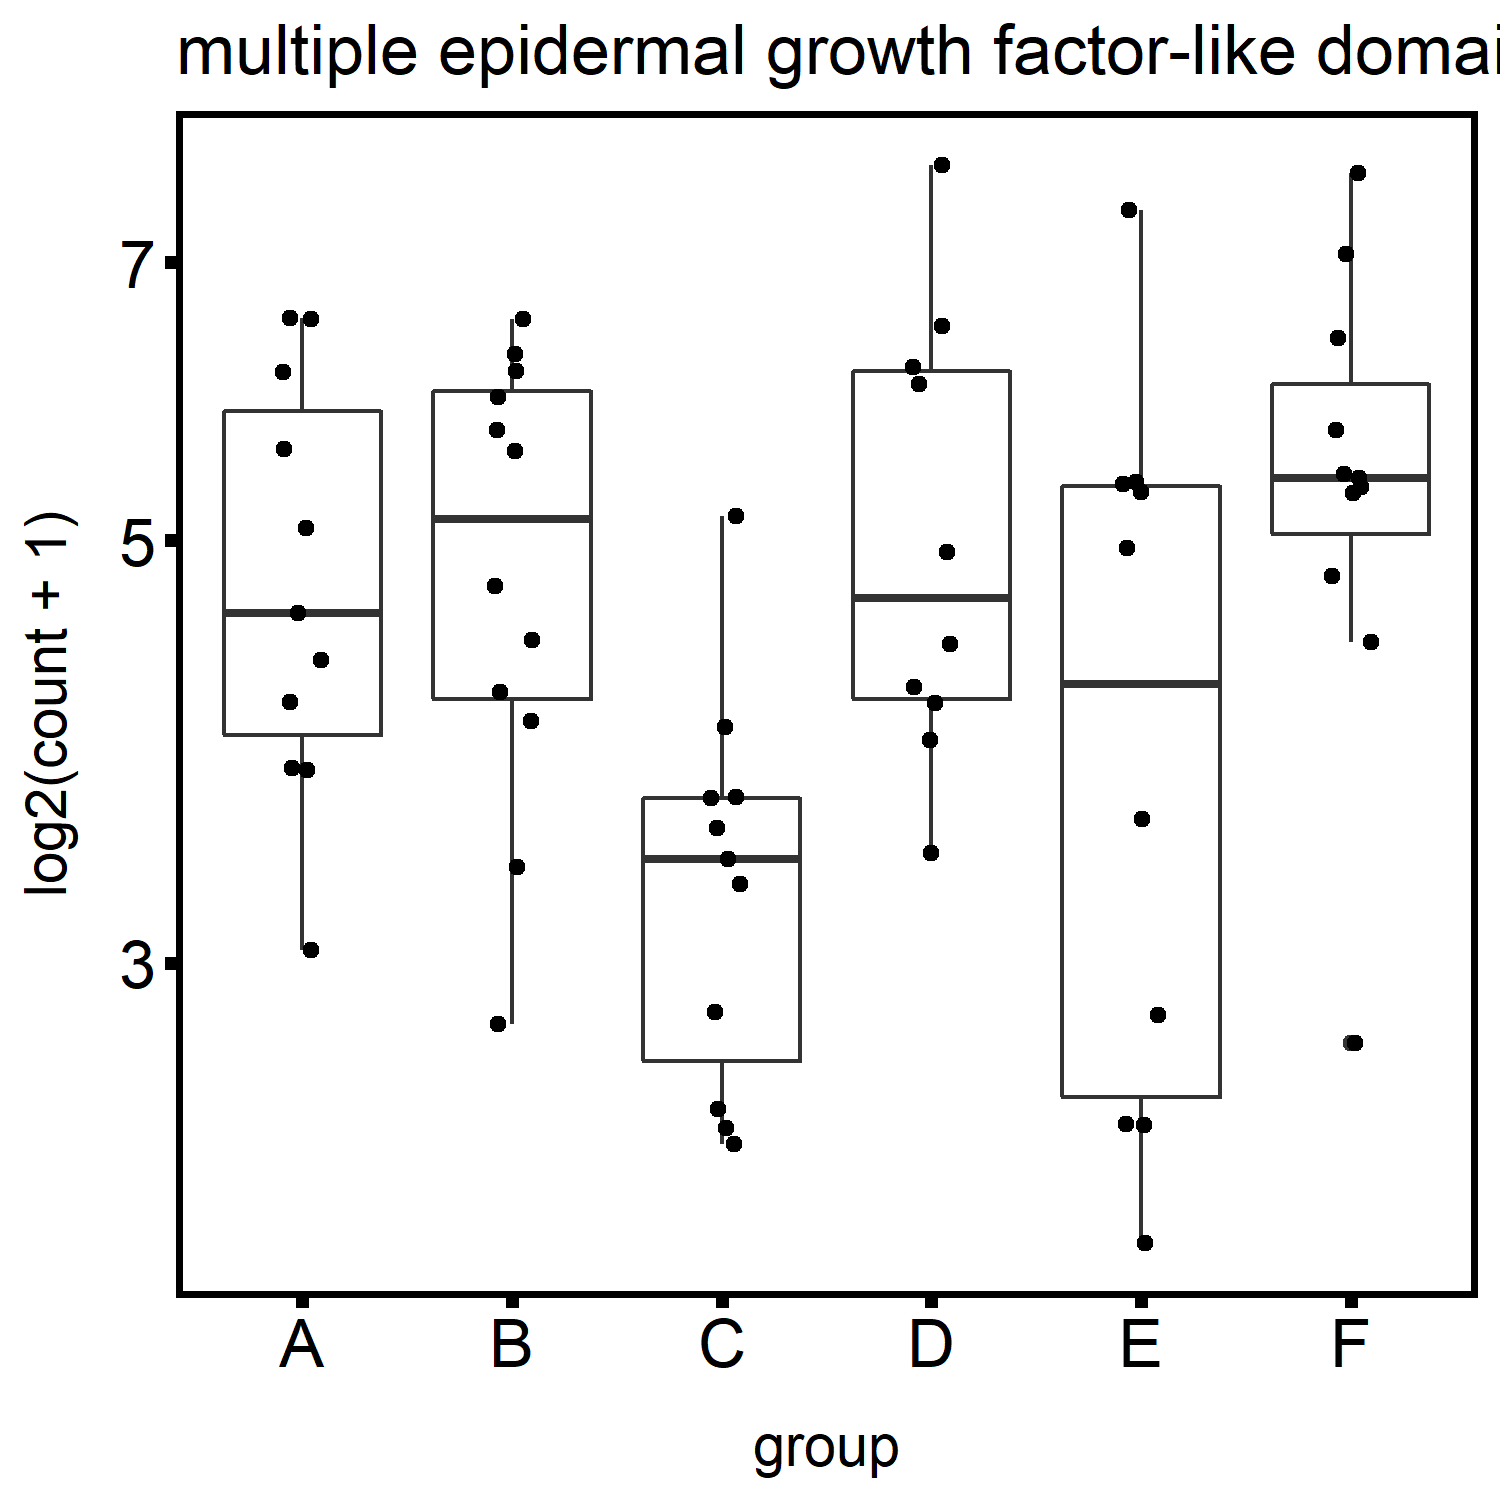 multiple epidermal growth factor-like domai
7
5
3
log2(count + 1)
A B C D E F
group